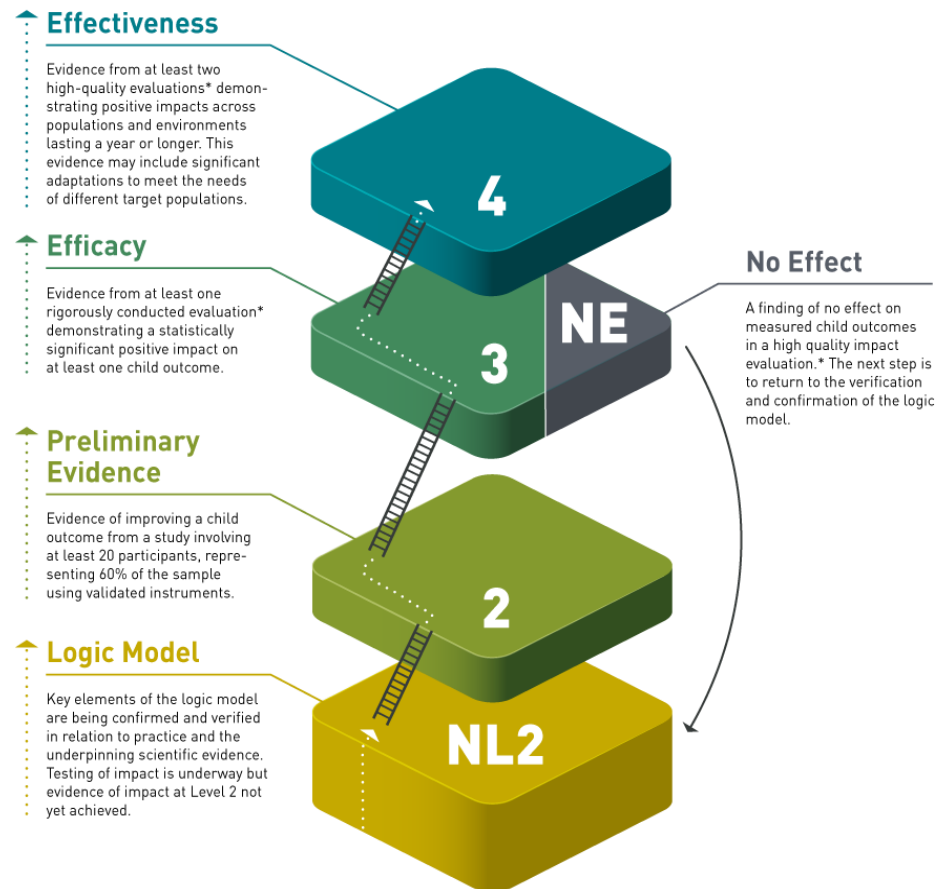 Effectiveness
Evidence from at least two
high-quality evaluations* demon-
strating positive impacts across
populations and environments
lasting a year or longer. This
evidence may include significant
adaptations to meet the needs
of different target populations.
4
Efficacy
Evidence from at least one
rigorously conducted evaluation*
demonstrating a statistically
significant positive impact on
at least one child outcome.
3
NE
No Effect
A finding of no effect on
measured child outcomes
in a high quality impact
evaluation.* The next step is
to return to the verification
and confirmation of the logic
model.
Preliminary
Evidence
Evidence of improving a child
outcome from a study involving
at least 20 participants, repre-
senting 60% of the sample
using validated instruments.
2
Logic Model
Key elements of the logic model
are being confirmed and verified
in relation to practice and the
underpinning scientific evidence.
Testing of impact is underway but
evidence of impact at Level 2 not
yet achieved.
NL2